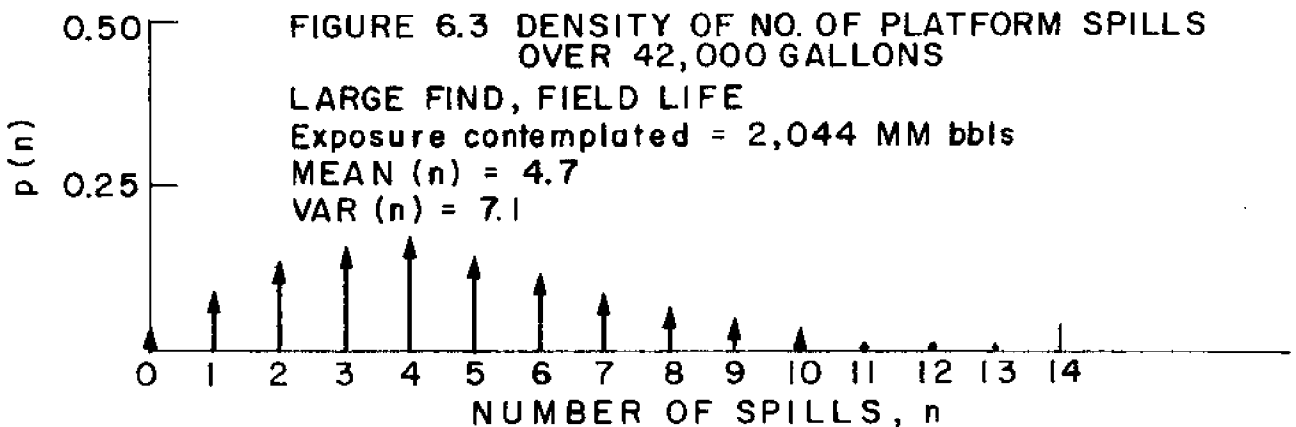 0.50
FIGURE 6.3 DENSITY OF NO. OF PLATFORM SPILLS
OVER 42,000 GALLONS
LARGE FIND, FIELD LIFE
Exposure contemplated = 2,044 MM bbls
MEAN (n) = 4.7
VAR (n) = 7.1
p(n)
0.25
0 1 2 3 4 5 6 7 8 9 10 11 12 13 14
NUMBER OF SPILLS, n